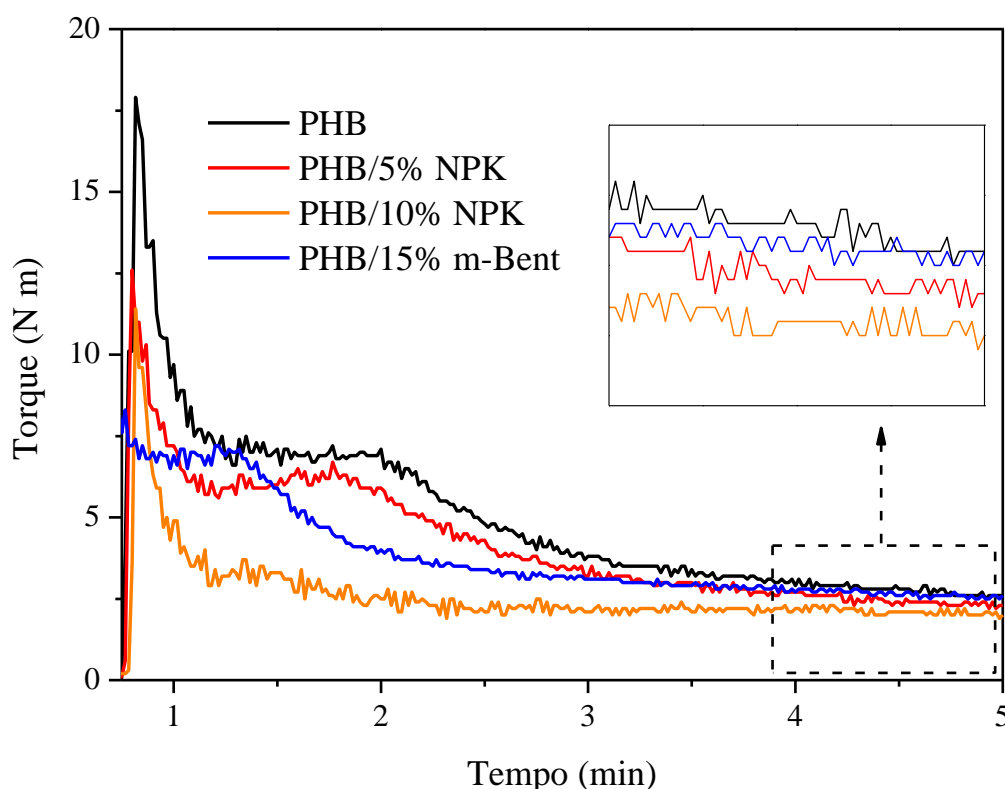 20
15
10
5
0
Torque (N m)
PHB
PHB/5% NPK
PHB/10% NPK
PHB/15% m-Bent
1
2
3
4
5
Tempo (min)